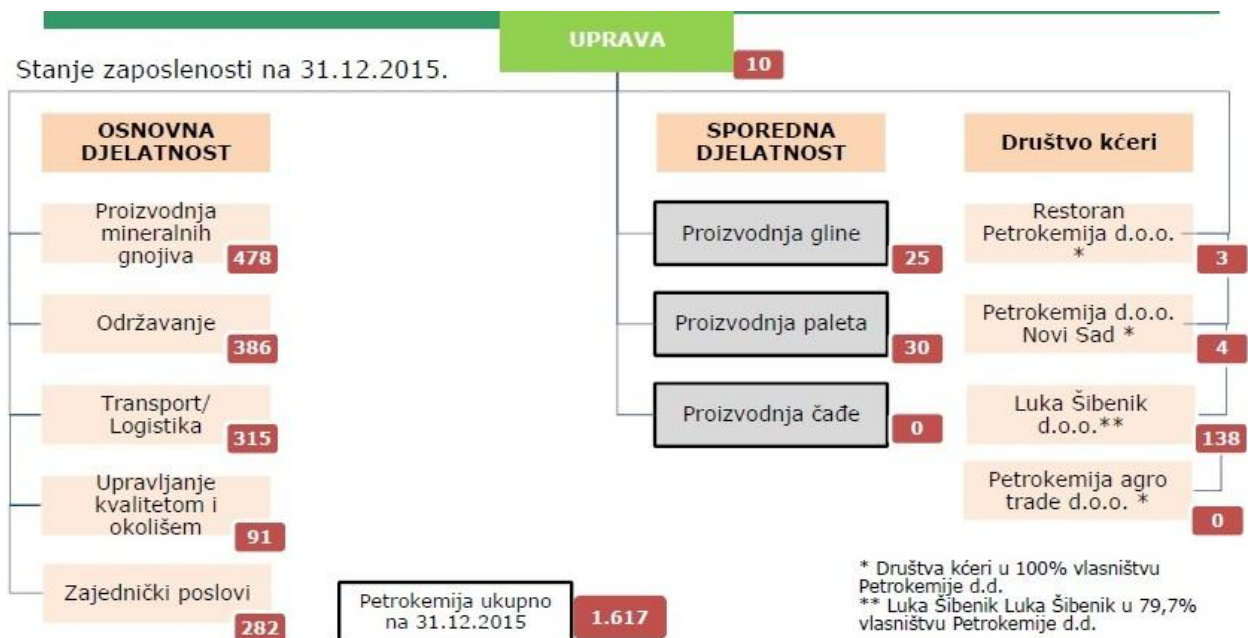 UPRAVA
10
Stanje zaposlenosti na 31.12.2015.
OSNOVNA
DJELATNOST
Proizvodnja
mineralnih
gnojiva
478
Održavanje
386
Transport/
Logistika
315
Upravljanje
kvalitetom i
okolišem
91
Zajednički poslovi
282
SPOREDNA
DJELATNOST
Proizvodnja gline
25
Proizvodnja paleta
30
Proizvodnja čađe
0
Društvo kćeri
Restoran
Petrokemija d.o.o.
*
3
Petrokemija d.o.o.
Novi Sad *
4
Luka Šibenik
d.o.o.**
138
Petrokemija agro
trade d.o.o. *
0
Petrokemija ukupno
na 31.12.2015
1.617
* Društva kćeri u 100% vlasništvu
Petrokemije d.d.
** Luka Šibenik Luka Šibenik u 79,7%
vlasništvu Petrokemije d.d.